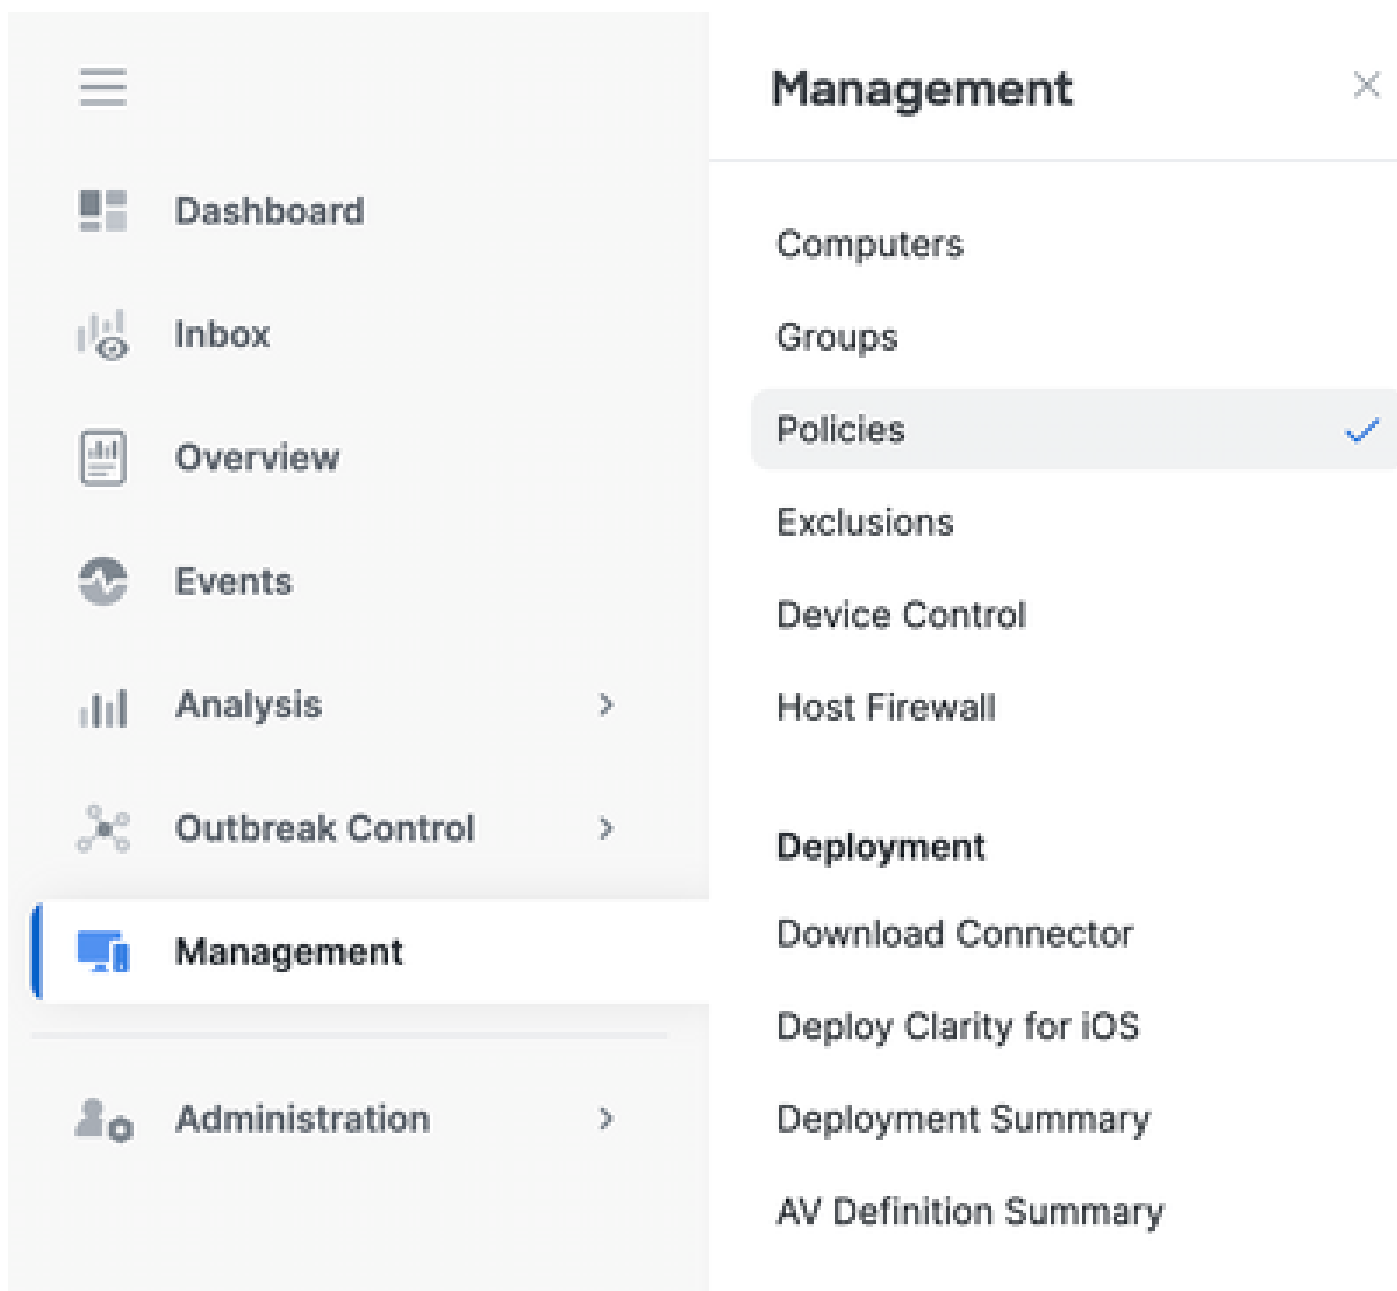 Dashboard
Inbox
Overview
Events
Analysis
Outbreak Control
Management
Administration
Management
Computers
Groups
Policies
Exclusions
Device Control
Host Firewall
Deployment
Download Connector
Deploy Clarity for iOS
Deployment Summary
AV Definition Summary